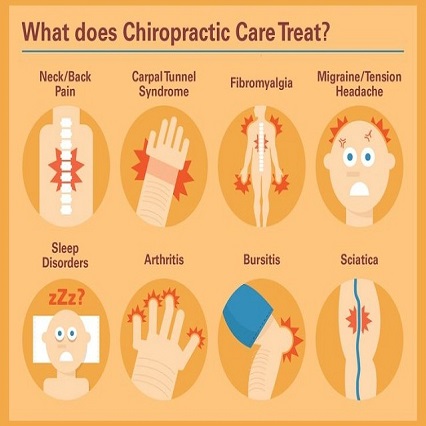 What does Chiropractic Care Treat?
Neck/Back
Pain
Carpal Tunnel
Syndrome
Fibromyalgia
Migraine/Tension
Headache
Sleep
Disorders
Arthritis
Bursitis
Sciatica
zZz?